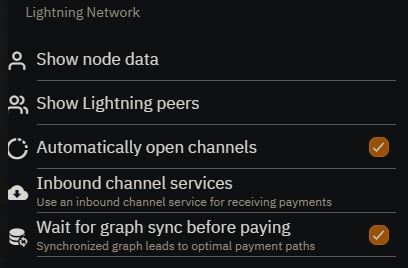 Lightning Network
Show node data
Show Lightning peers
Automatically open channels
Inbound channel services
Use an inbound channel service for receiving payments
Wait for graph sync before paying
Synchronized graph leads to optimal payment paths